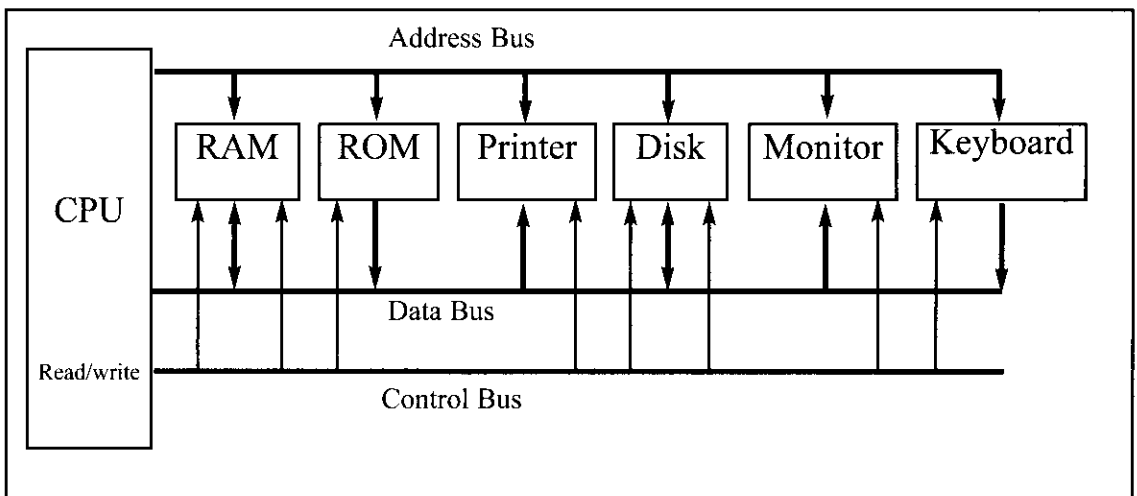 Address Bus
RAM
ROM
Printer
Disk
Monitor
Keyboard
CPU
Data Bus
Read/write
Control Bus